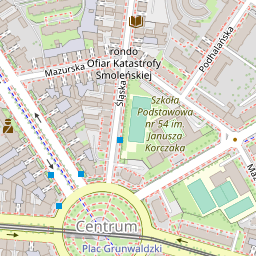 rondo
Ofiar Katastrofy
Smoleńskiej
Mazurska
Śląska
Podhalańska
Szkoła
Podstawowa
nr 54 im.
Janusza
Korczaka
Centrum
Plac Grunwaldzki